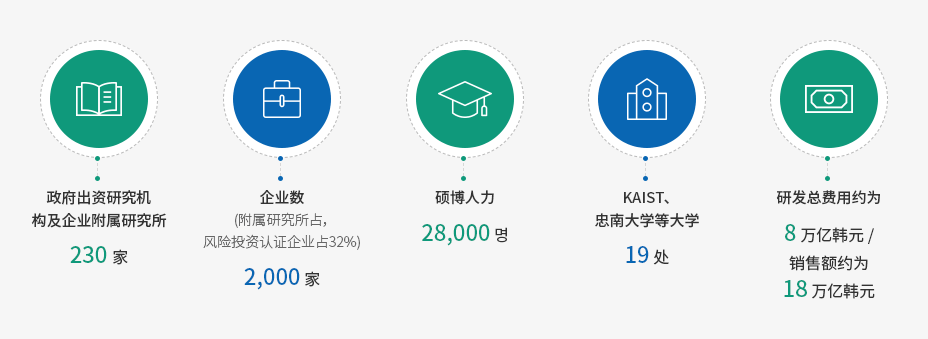 政府出资研究机
构及企业附属研究所
230 家
企业数
(附属研究所占,
风险投资认证企业占32%)
2,000 家
硕博人力
28,000 명
KAIST、
忠南大学等大学
19 处
研发总费用约为
8 万亿韩元 /
销售额约为
18 万亿韩元